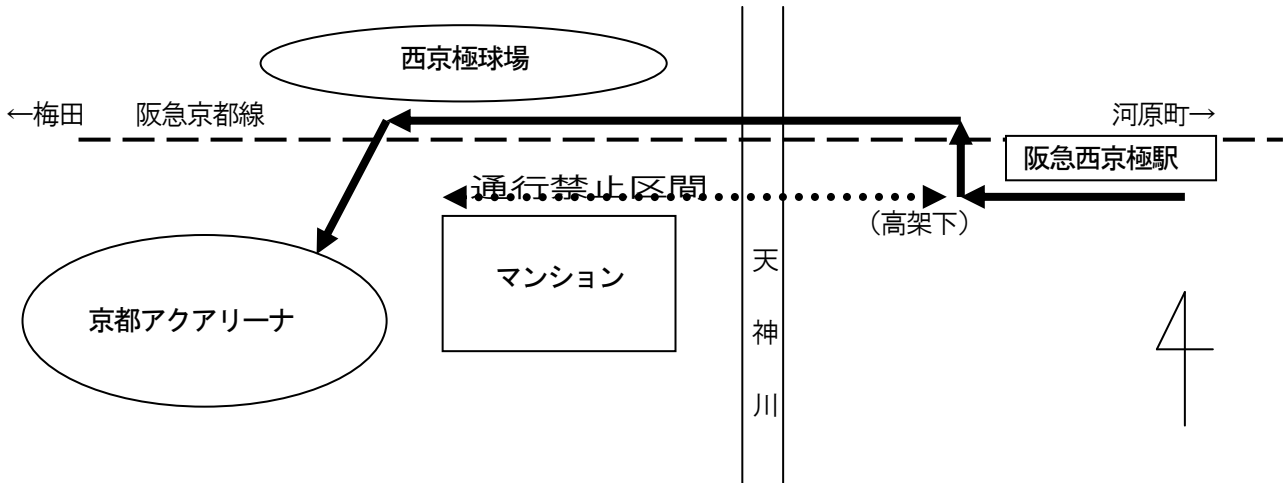 西京極球場
←梅田
阪急京都線
河原町→
阪急西京極駅
通行禁止区間
（高架下）
マンション
京都アクアリーナ
天神川